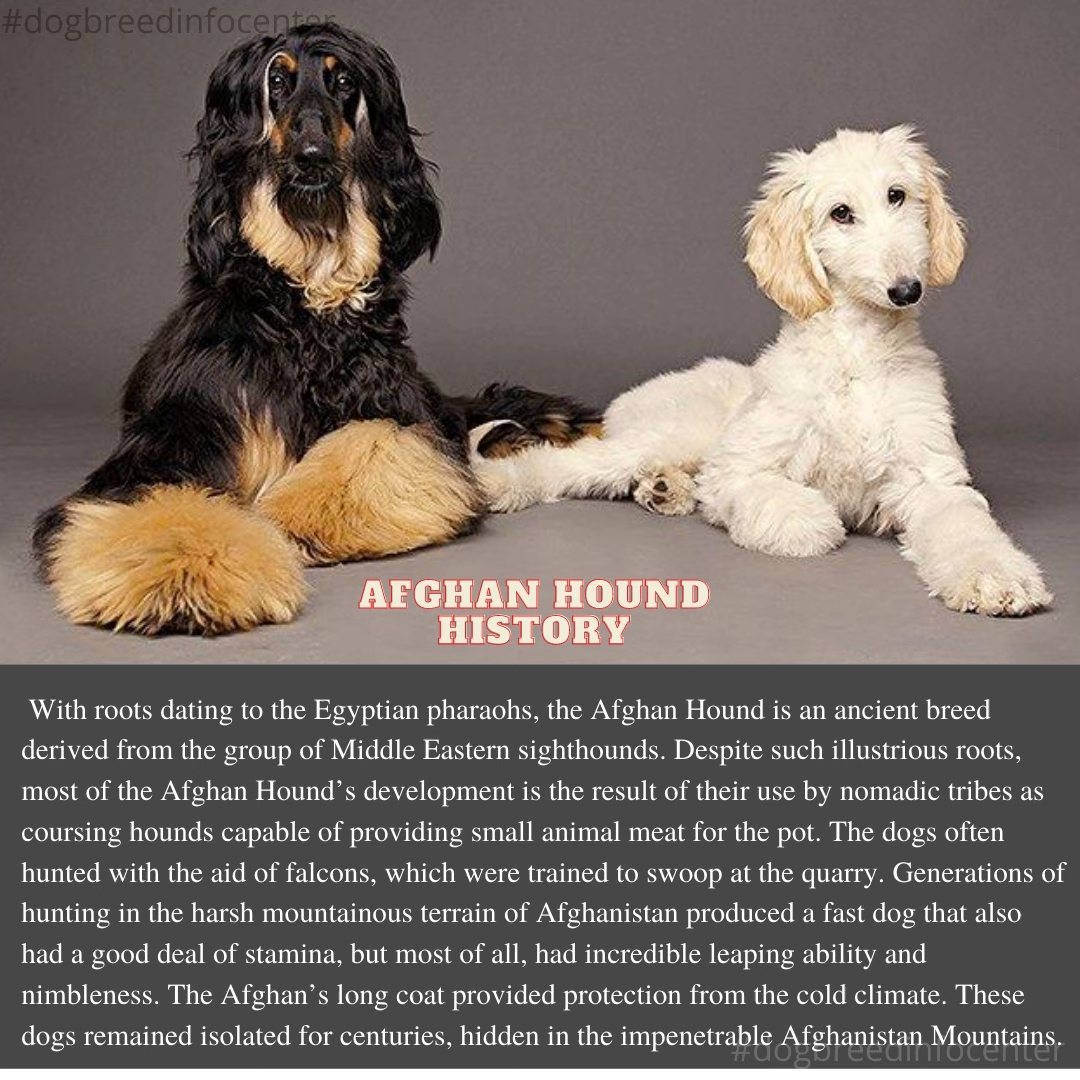 #dogbreedinfocenter
AFGHAN HOUND
HISTORY
With roots dating to the Egyptian pharaohs, the Afghan Hound is an ancient breed
derived from the group of Middle Eastern sighthounds. Despite such illustrious roots,
most of the Afghan Hound’s development is the result of their use by nomadic tribes as
coursing hounds capable of providing small animal meat for the pot. The dogs often
hunted with the aid of falcons, which were trained to swoop at the quarry. Generations of
hunting in the harsh mountainous terrain of Afghanistan produced a fast dog that also
had a good deal of stamina, but most of all, had incredible leaping ability and
nimbleness. The Afghan’s long coat provided protection from the cold climate. These
dogs remained isolated for centuries, hidden in the impenetrable Afghanistan Mountains.
#dogbreedinfocenter